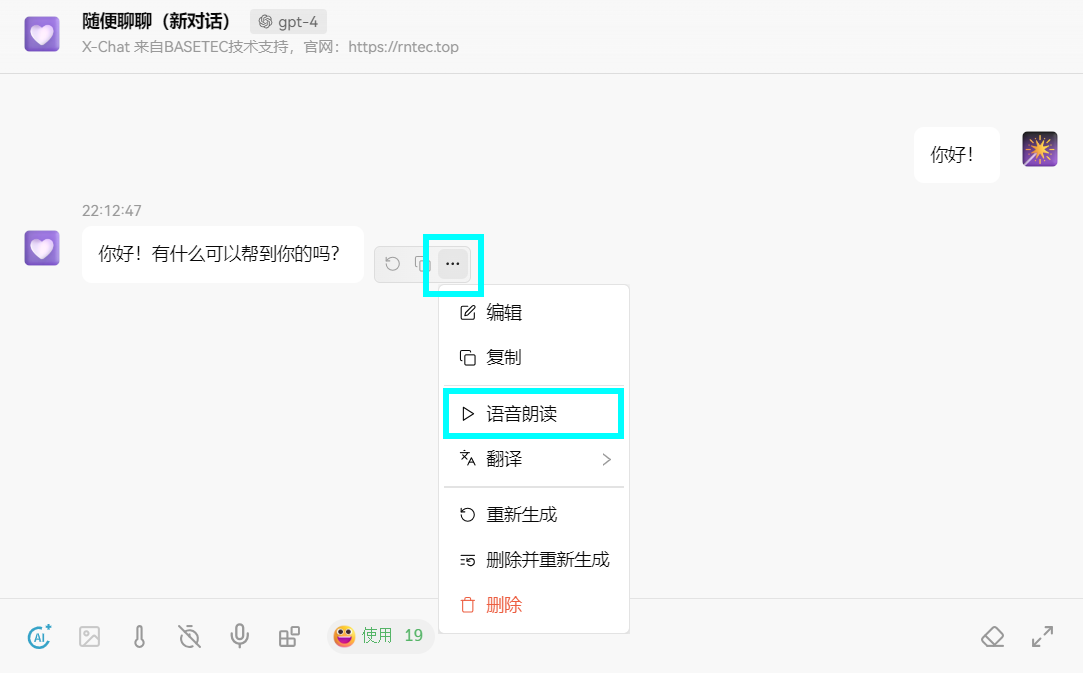 随便聊聊（新对话） gpt-4
X-Chat 来自BASETEC技术支持，官网：https://rntec.top
你好！
22:12:47
你好！有什么可以帮到你的吗？
编辑
复制
语音朗读
翻译
重新生成
删除并重新生成
删除
AI
使用 19